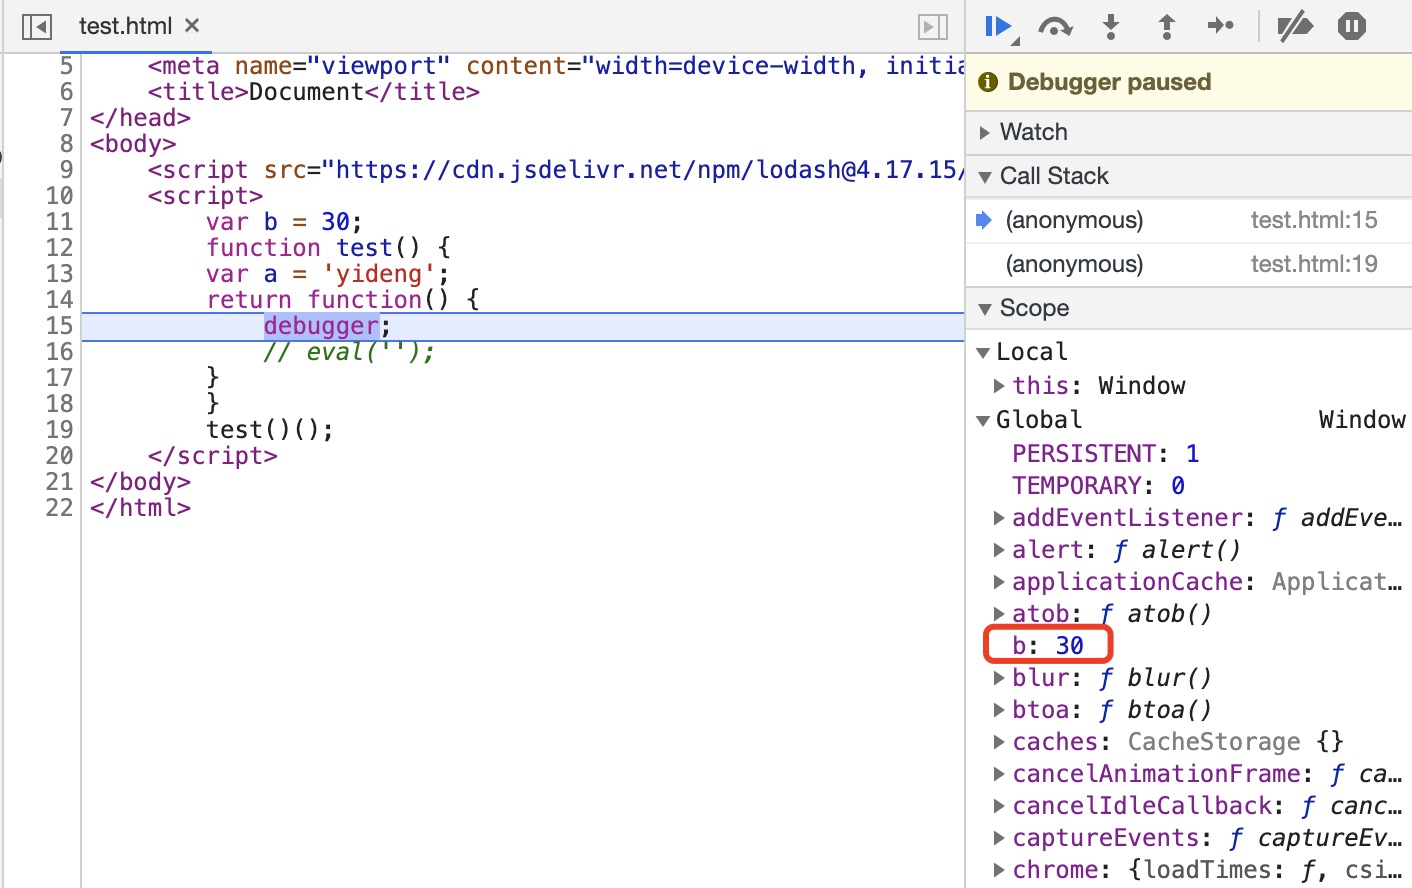 test.html ×
5 <meta name="viewport" content="width=device-width, initia
6 <title>Document</title>
7 </head>
8 <body>
9 <script src="https://cdn.jsdelivr.net/npm/lodash@4.17.15/
10 <script>
11 var b = 30;
12 function test() {
13 var a = 'yideng';
14 return function() {
15 debugger;
16 // eval('');
17 }
18 }
19 test()();
20 </script>
21 </body>
22 </html>
Debugger paused
Watch
Call Stack
(anonymous) test.html:15
(anonymous) test.html:19
Scope
Local
this: Window
Global Window
PERSISTENT: 1
TEMPORARY: 0
addEventListener: ƒ addEve…
alert: ƒ alert()
applicationCache: Applicat…
atob: ƒ atob()
b: 30
blur: ƒ blur()
btoa: ƒ btoa()
caches: CacheStorage {}
cancelAnimationFrame: ƒ ca…
cancelIdleCallback: ƒ canc…
captureEvents: ƒ captureEv…
chrome: {loadTimes: ƒ, csi…